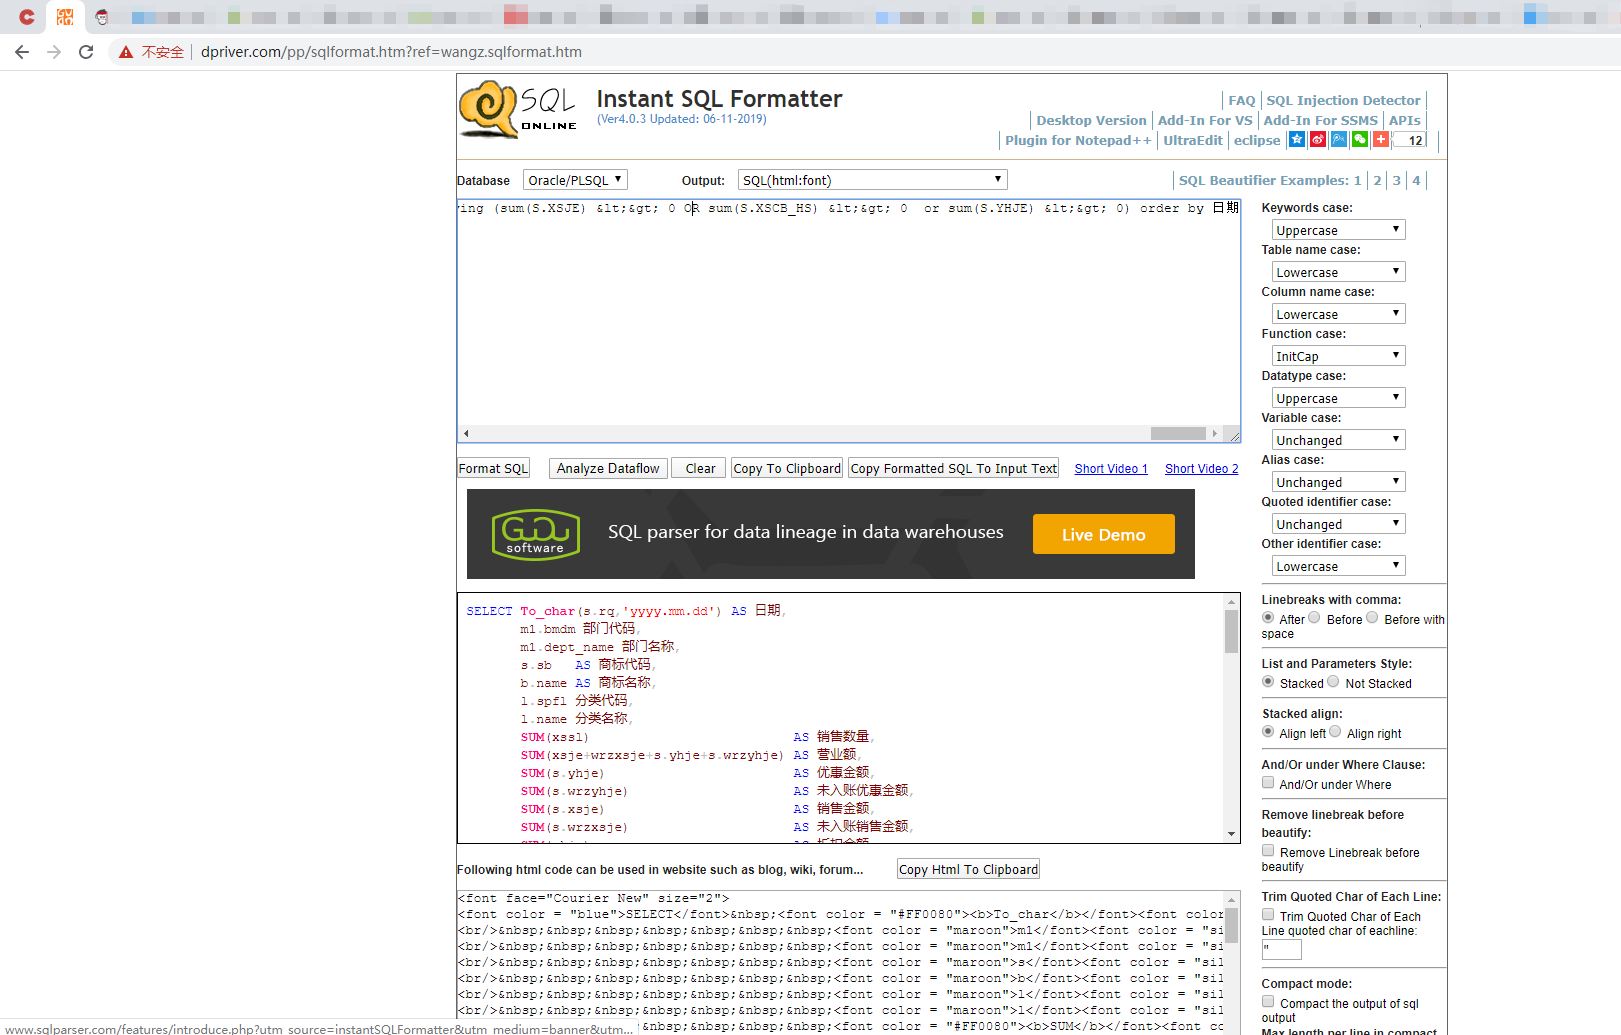 不安全 dpriver.com/pp/sqlformat.htm?ref=wangz.sqlformat.htm
SQL
ONLINE
Instant SQL Formatter
(Ver4.0.3 Updated: 06-11-2019)
FAQ SQL Injection Detector
Desktop Version Add-In For VS Add-In For SSMS APIs
Plugin for Notepad++ UltraEdit eclipse 12
Database Oracle/PLSQL Output: SQL(html:font) SQL Beautifier Examples: 1 2 3 4
ving (sum(S.XSJE) &lt;&gt; 0 OR sum(S.XSCB_HS) &lt;&gt; 0  or sum(S.YHJE) &lt;&gt; 0) order by 日期
Keywords case:
Uppercase
Table name case:
Lowercase
Column name case:
Lowercase
Function case:
InitCap
Datatype case:
Uppercase
Variable case:
Unchanged
Alias case:
Unchanged
Quoted identifier case:
Unchanged
Other identifier case:
Lowercase
Linebreaks with comma:
After Before Before with
space
List and Parameters Style:
Stacked Not Stacked
Stacked align:
Align left Align right
And/Or under Where Clause:
And/Or under Where
Remove linebreak before
beautify:
Remove Linebreak before
beautify
Trim Quoted Char of Each Line:
Trim Quoted Char of Each
Line quoted char of eachline:
"
Compact mode:
Compact the output of sql
output
Max length per line in compact
Format SQL Analyze Dataflow Clear Copy To Clipboard Copy Formatted SQL To Input Text Short Video 1 Short Video 2
GUDU
software
SQL parser for data lineage in data warehouses
Live Demo
SELECT To_char(s.rq,'yyyy.mm.dd') AS 日期,
m1.bmdm 部门代码,
m1.dept_name 部门名称,
s.sb   AS 商标代码,
b.name AS 商标名称,
l.spfl 分类代码,
l.name 分类名称,
SUM(xssl) AS 销售数量,
SUM(xsje+wrzxsje+s.yhje+s.wrzyhje) AS 营业额,
SUM(s.yhje) AS 优惠金额,
SUM(s.wrzyhje) AS 未入账优惠金额,
SUM(s.xsje) AS 销售金额,
SUM(s.wrzxsje) AS 未入账销售金额,
Following html code can be used in website such as blog, wiki, forum... Copy Html To Clipboard
<font face="Courier New" size="2">
<font color = "blue">SELECT</font>&nbsp;<font color = "#FF0080"><b>To_char</b></font><font color
<br/>&nbsp;&nbsp;&nbsp;&nbsp;&nbsp;&nbsp;&nbsp;<font color = "maroon">m1</font><font color = "si
<br/>&nbsp;&nbsp;&nbsp;&nbsp;&nbsp;&nbsp;&nbsp;<font color = "maroon">m1</font><font color = "si
<br/>&nbsp;&nbsp;&nbsp;&nbsp;&nbsp;&nbsp;&nbsp;<font color = "maroon">s</font><font color = "sil
<br/>&nbsp;&nbsp;&nbsp;&nbsp;&nbsp;&nbsp;&nbsp;<font color = "maroon">b</font><font color = "sil
<br/>&nbsp;&nbsp;&nbsp;&nbsp;&nbsp;&nbsp;&nbsp;<font color = "maroon">l</font><font color = "sil
<br/>&nbsp;&nbsp;&nbsp;&nbsp;&nbsp;&nbsp;&nbsp;<font color = "maroon">l</font><font color = "sil
&nbsp;&nbsp;&nbsp;&nbsp;<font color = "#FF0080"><b>SUM</b></font><font co
www.sqlparser.com/features/introduce.php?utm_source=instantSQLFormatter&utm_medium=banner&utm...